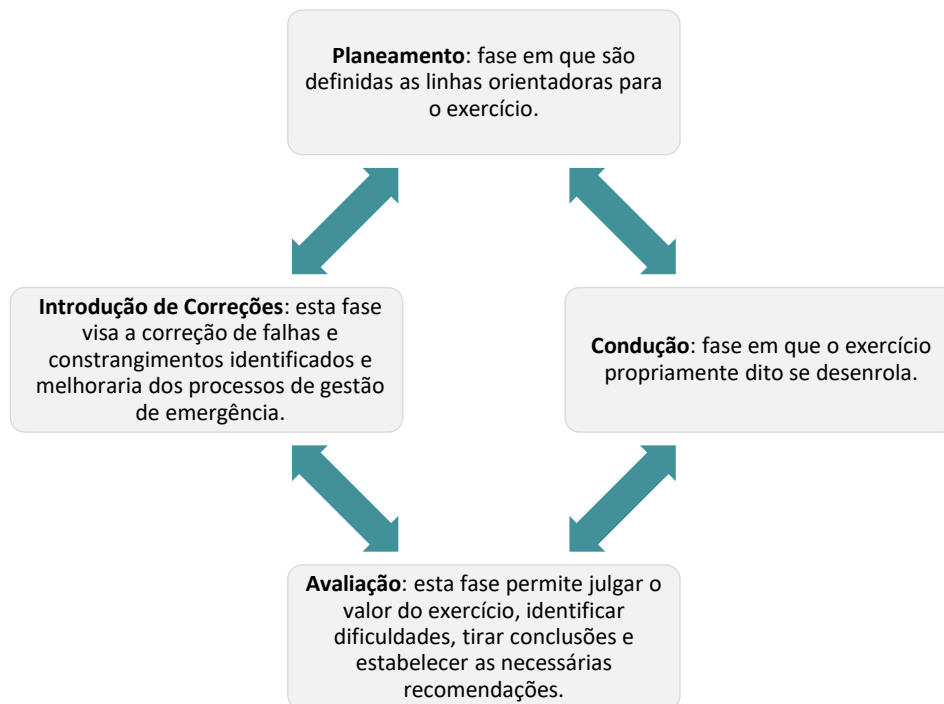 Planeamento: fase em que são
definidas as linhas orientadoras para
o exercício.
Introdução de Correções: esta fase
visa a correção de falhas e
constrangimentos identificados e
melhoraria dos processos de gestão
de emergência.
Condução: fase em que o exercício
propriamente dito se desenrola.
Avaliação: esta fase permite julgar o
valor do exercício, identificar
dificuldades, tirar conclusões e
estabelecer as necessárias
recomendações.